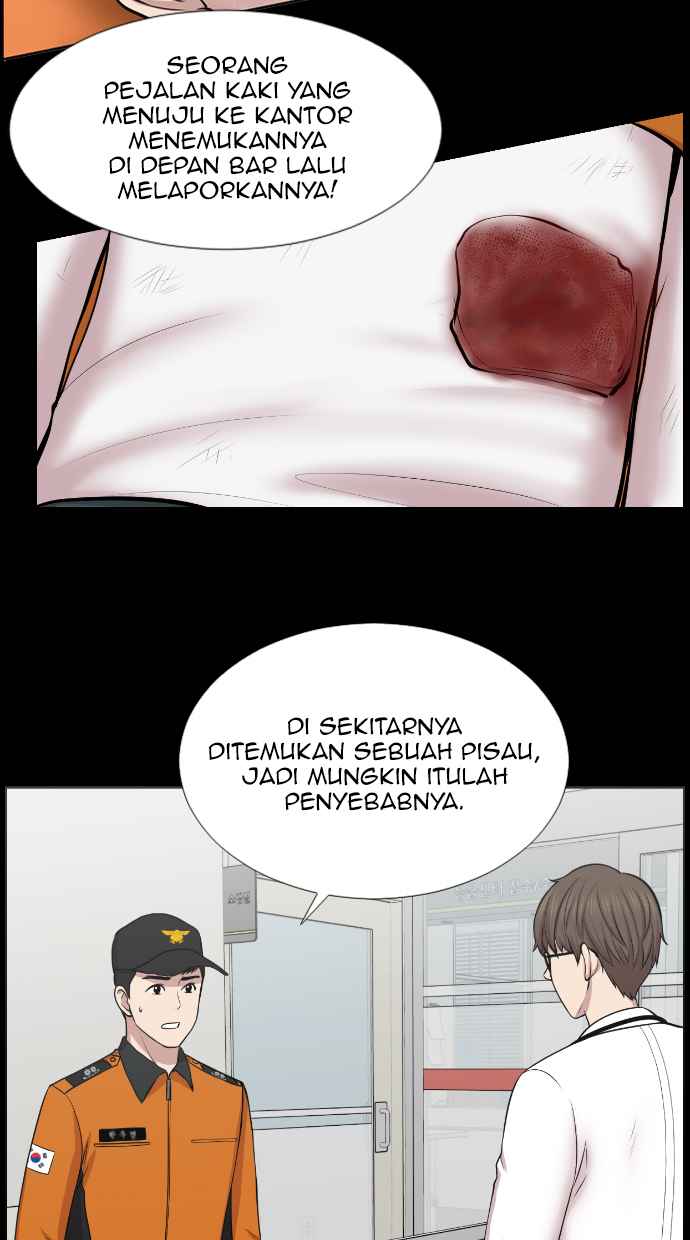 SEORANG
PEJALAN KAKI YANG
MENUJU KE KANTOR
MENEMUKANNYA
DI DEPAN BAR LALU
MELAPORKANNYA!
DI SEKITARNYA
DITEMUKAN SEBUAH PISAU,
JADI MUNGKIN ITULAH
PENYEBABNYA.